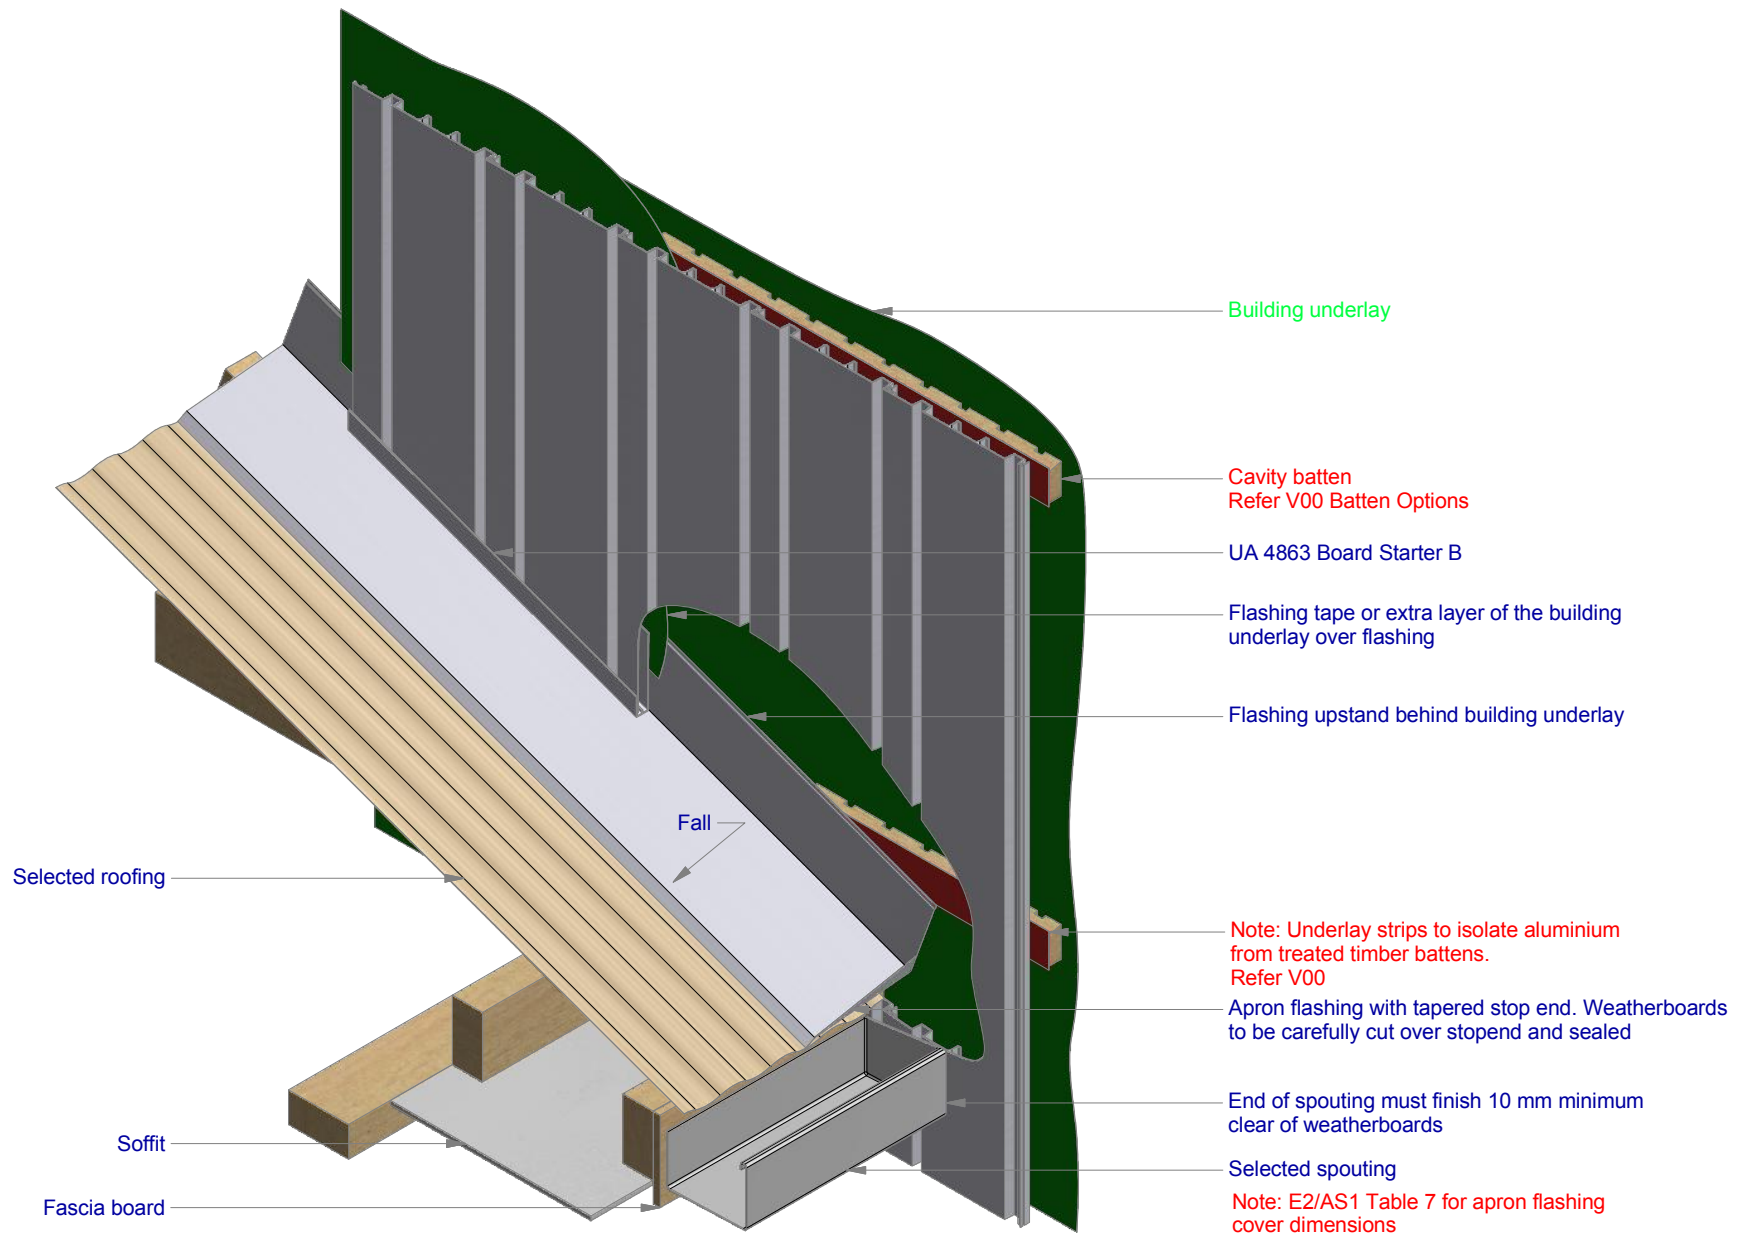 Building underlay
Cavity batten
Refer V00 Batten Options
UA 4863 Board Starter B
Flashing tape or extra layer of the building
underlay over flashing
Flashing upstand behind building underlay
Fall
Selected roofing
Note: Underlay strips to isolate aluminium
from treated timber battens.
Refer V00
Apron flashing with tapered stop end. Weatherboards
to be carefully cut over stopend and sealed
End of spouting must finish 10 mm minimum
clear of weatherboards
Soffit
Selected spouting
Fascia board
Note: E2/AS1 Table 7 for apron flashing
cover dimensions